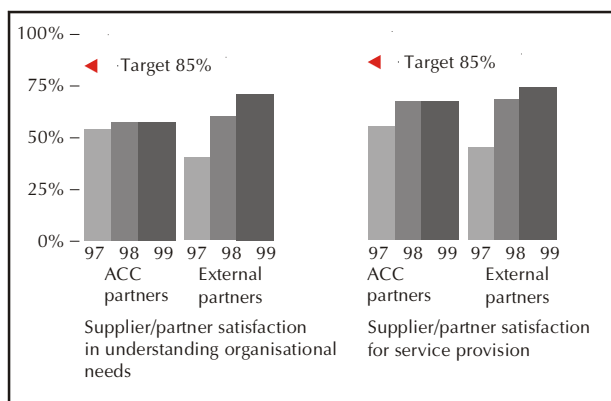 100%
75%
50%
25%
0%
Target 85%
97 98 99 97 98 99
ACC partners
External partners
Supplier/partner satisfaction
in understanding organisational
needs
Target 85%
97 98 99 97 98 99
ACC partners
External partners
Supplier/partner satisfaction
for service provision